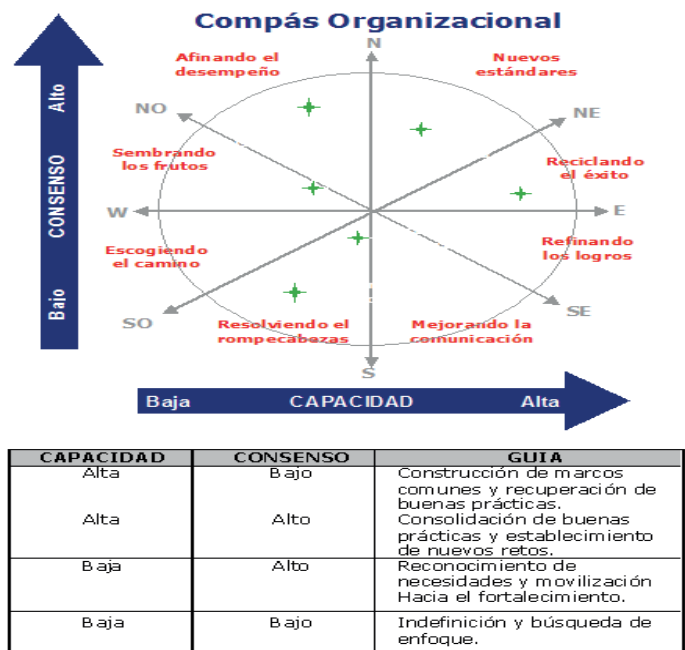 Compás Organizacional
N
Afinando el
desempeño
Nuevos
estándares
NO
NE
Sembrando
los frutos
Reciclando
el éxito
W
E
Escogiendo
el camino
Refinando
los logros
SO
SE
Resolviendo el
rompecabezas
Mejorando la
comunicación
S
Alto
CONSENSO
Bajo
Baja CAPACIDAD Alta
CAPACIDAD CONSENSO GUIA
Alta Bajo Construcción de marcos
comunes y recuperación de
buenas prácticas.
Alta Alto Consolidación de buenas
prácticas y establecimiento
de nuevos retos.
Baja Alto Reconocimiento de
necesidades y movilización
Hacia el fortalecimiento.
Baja Bajo Indefinición y búsqueda de
enfoque.